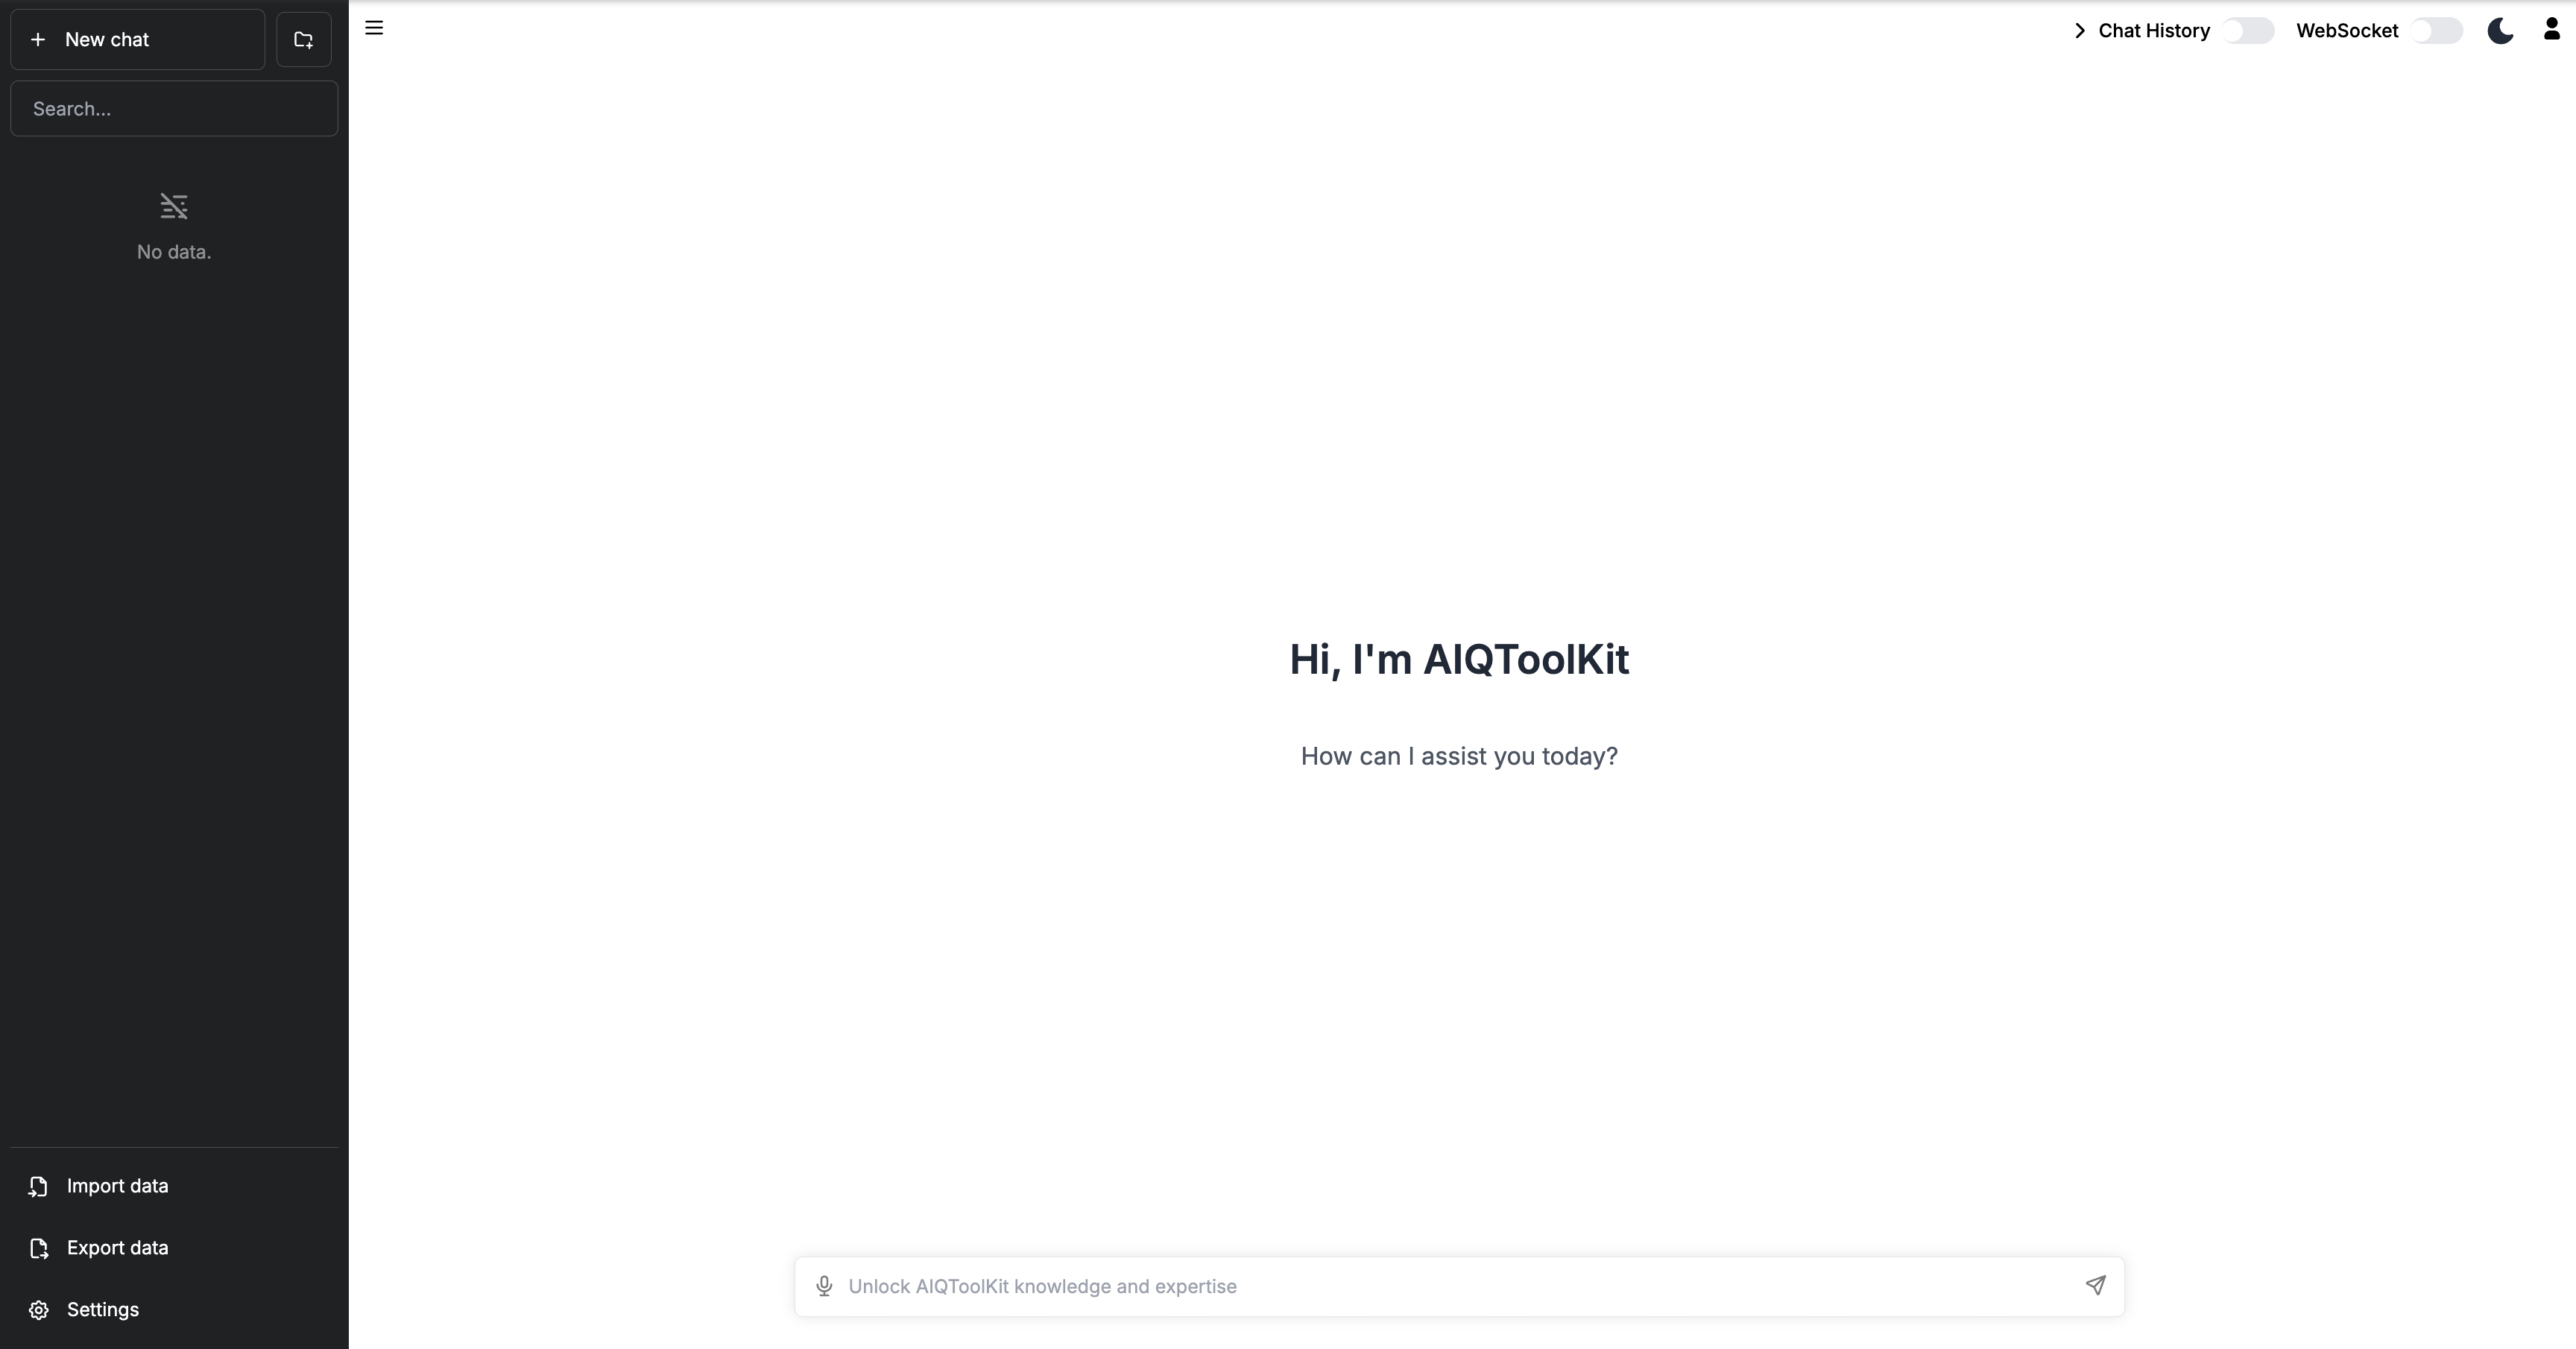 New chat
Search...
No data.
Import data
Export data
Settings
Chat History
WebSocket
Hi, I'm AIQToolKit
How can I assist you today?
Unlock AIQToolKit knowledge and expertise